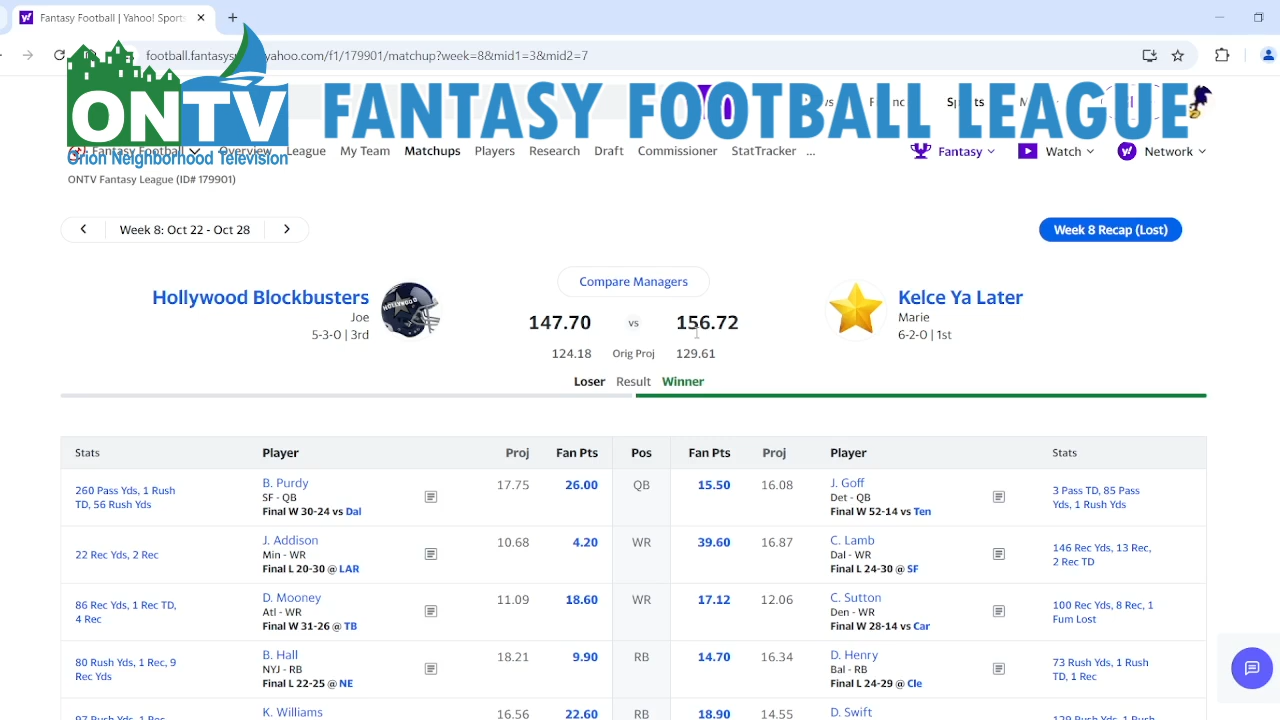 Fantasy Football | Yahoo! Sports
yahoo.com/f1/179901/matchup?week=8&mid1=3&mid2=7
ONTV
Orion Neighborhood Television
FANTASY FOOTBALL LEAGUE
Sports
Fantasy Football Overview League My Team Matchups Players Research Draft Commissioner StatTracker ... Fantasy Watch Network
ONTV Fantasy League (ID# 179901)
Week 8: Oct 22 - Oct 28
Week 8 Recap (Lost)
Compare Managers
Hollywood Blockbusters
Joe
5-3-0 | 3rd
HOLLYWOOD
147.70 vs 156.72
124.18 Orig Proj 129.61
Loser Result Winner
Kelce Ya Later
Marie
6-2-0 | 1st
Stats Player Proj Fan Pts Pos Fan Pts Proj Player Stats
260 Pass Yds, 1 Rush
TD, 56 Rush Yds
B. Purdy
SF - QB
Final W 30-24 vs Dal
17.75 26.00 QB 15.50 16.08
J. Goff
Det - QB
Final W 52-14 vs Ten
3 Pass TD, 85 Pass
Yds, 1 Rush Yds
22 Rec Yds, 2 Rec
J. Addison
Min - WR
Final L 20-30 @ LAR
10.68 4.20 WR 39.60 16.87
C. Lamb
Dal - WR
Final L 24-30 @ SF
146 Rec Yds, 13 Rec,
2 Rec TD
86 Rec Yds, 1 Rec TD,
4 Rec
D. Mooney
Atl - WR
Final W 31-26 @ TB
11.09 18.60 WR 17.12 12.06
C. Sutton
Den - WR
Final W 28-14 vs Car
100 Rec Yds, 8 Rec, 1
Fum Lost
80 Rush Yds, 1 Rec, 9
Rec Yds
B. Hall
NYJ - RB
Final L 22-25 @ NE
18.21 9.90 RB 14.70 16.34
D. Henry
Bal - RB
Final L 24-29 @ Cle
73 Rush Yds, 1 Rush
TD, 1 Rec
97 Rush Yds, 1 Rec,
K. Williams
16.56 22.60 RB 18.90 14.55
D. Swift
129 Rush Yds, 1 Rush